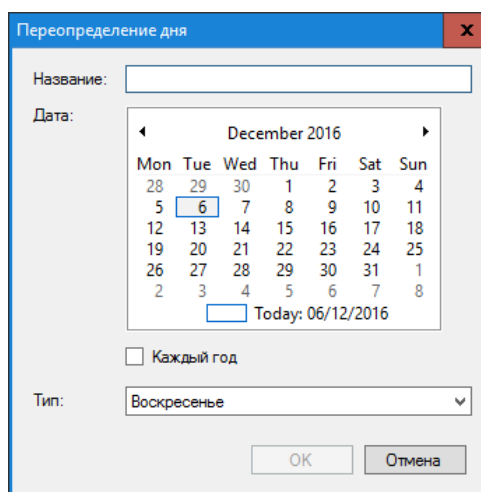 Переопределение дня x
Название:
Дата:
December 2016
Mon Tue Wed Thu Fri Sat Sun
28 29 30 1 2 3 4
5 6 7 8 9 10 11
12 13 14 15 16 17 18
19 20 21 22 23 24 25
26 27 28 29 30 31 1
2 3 4 5 6 7 8
Today: 06/12/2016
Каждый год
Тип: Воскресенье
OK Отмена